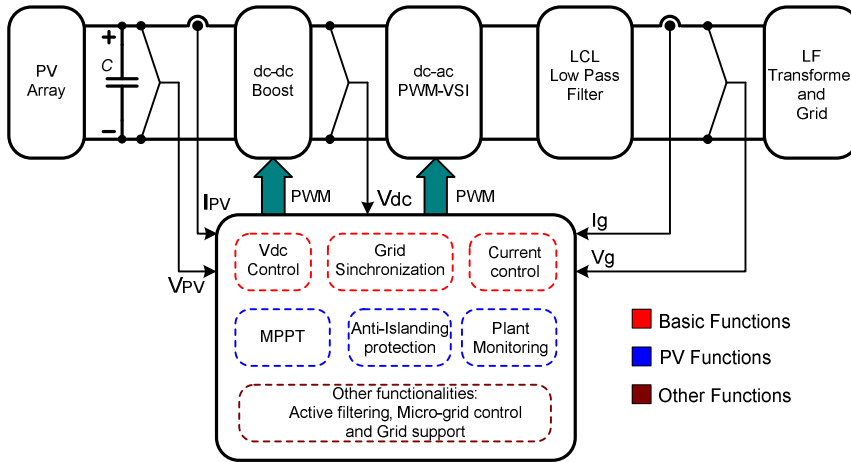 PV
Array
+
C
−
dc-dc
Boost
dc-ac
PWM-VSI
LCL
Low Pass
Filter
LF
Transformer
and
Grid
IPV
PWM
Vdc
PWM
Ig
VPV
Vg
Vdc
Control
Grid
Sinchronization
Current
control
MPPT
Anti-Islanding
protection
Plant
Monitoring
Other functionalities:
Active filtering, Micro-grid control
and Grid support
Basic Functions
PV Functions
Other Functions